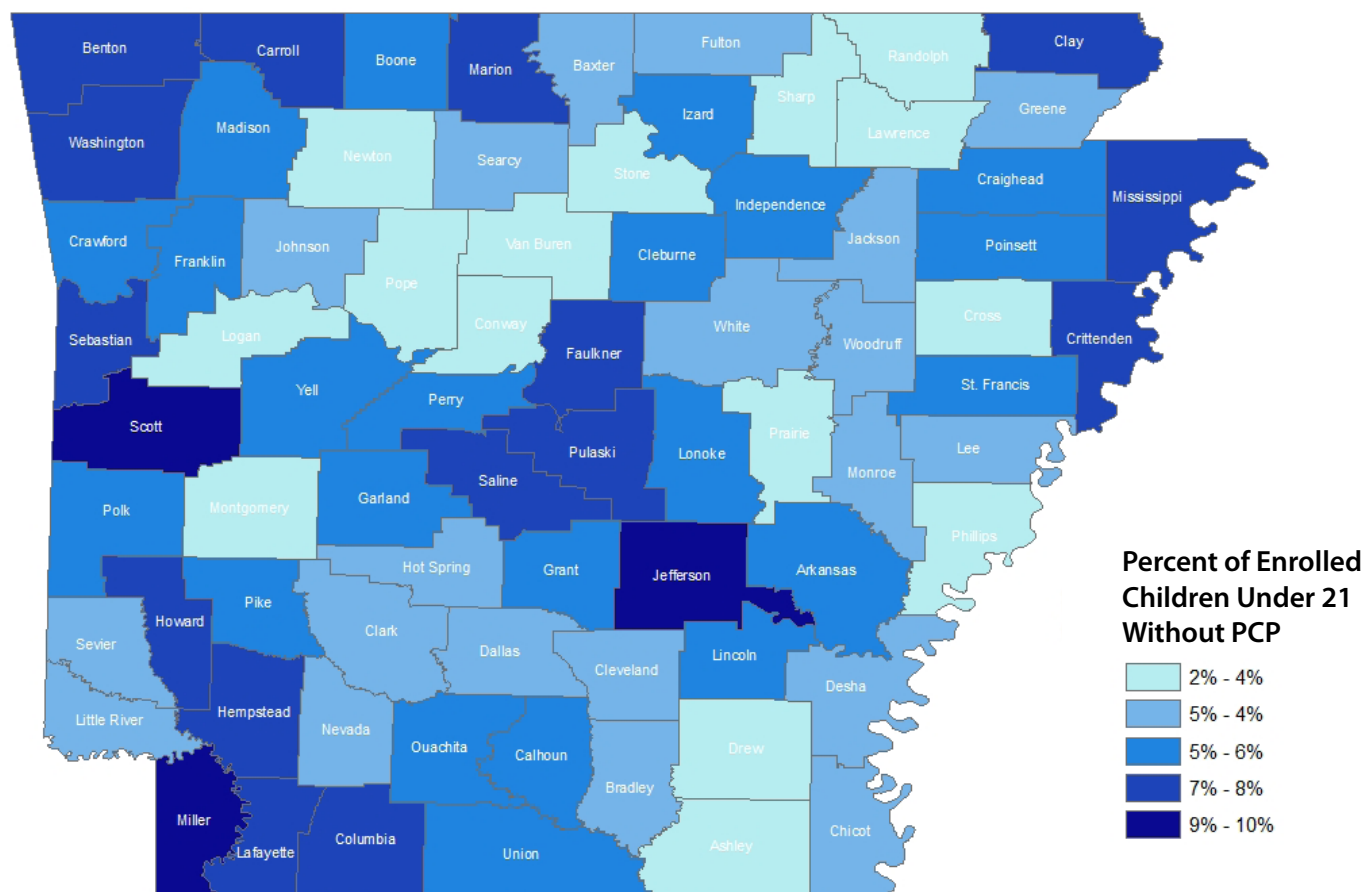 Benton
Carroll
Boone
Marion
Baxter
Fulton
Randolph
Clay
Sharp
Izard
Greene
Lawrence
Washington
Madison
Newton
Searcy
Stone
Craighead
Mississippi
Independence
Crawford
Franklin
Johnson
Pope
Van Buren
Cleburne
Jackson
Poinsett
Sebastian
Logan
Conway
Faulkner
White
Woodruff
Cross
Crittenden
Scott
Yell
Perry
St. Francis
Saline
Pulaski
Lonoke
Prairie
Monroe
Lee
Polk
Montgomery
Garland
Phillips
Hot Spring
Grant
Jefferson
Arkansas
Howard
Pike
Clark
Sevier
Dallas
Cleveland
Lincoln
Desha
Little River
Hempstead
Nevada
Ouachita
Calhoun
Bradley
Drew
Miller
Lafayette
Columbia
Union
Ashley
Chicot
Percent of Enrolled
Children Under 21
Without PCP
2% - 4%
5% - 4%
5% - 6%
7% - 8%
9% - 10%